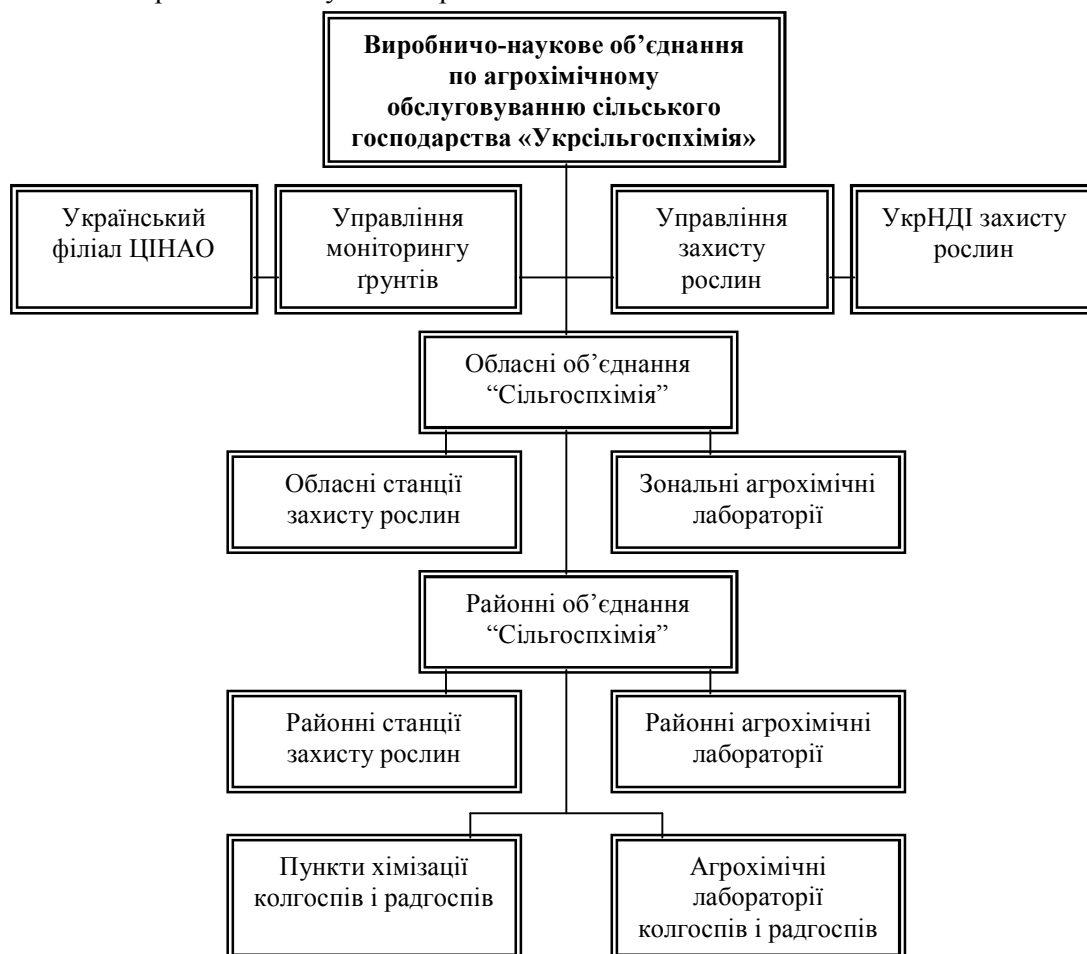 Виробничо-наукове об’єднання
по агрохімічному
обслуговуванню сільського
господарства «Укрсільгоспхімія»
Український
філіал ЦІНАО
Управління
моніторингу
ґрунтів
Управління
захисту
рослин
УкрНДІ захисту
рослин
Обласні об’єднання
“Сільгоспхімія”
Обласні станції
захисту рослин
Зональні агрохімічні
лабораторії
Районні об’єднання
“Сільгоспхімія”
Районні станції
захисту рослин
Районні агрохімічні
лабораторії
Пункти хімізації
колгоспів і радгоспів
Агрохімічні
лабораторії
колгоспів і радгоспів